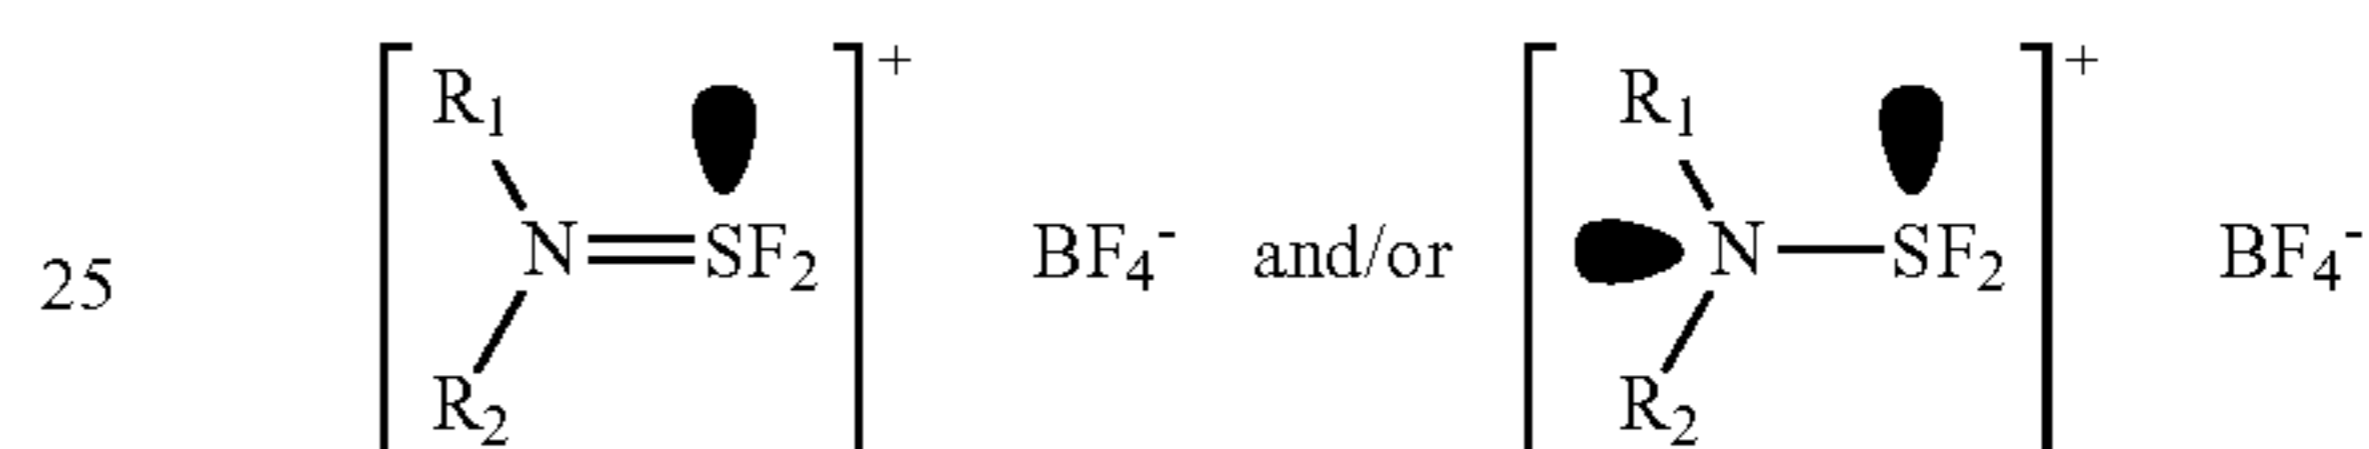 R₁ + R₁ +
25 N=SF₂ BF₄⁻ and/or N—SF₂ BF₄⁻
R₂ R₂